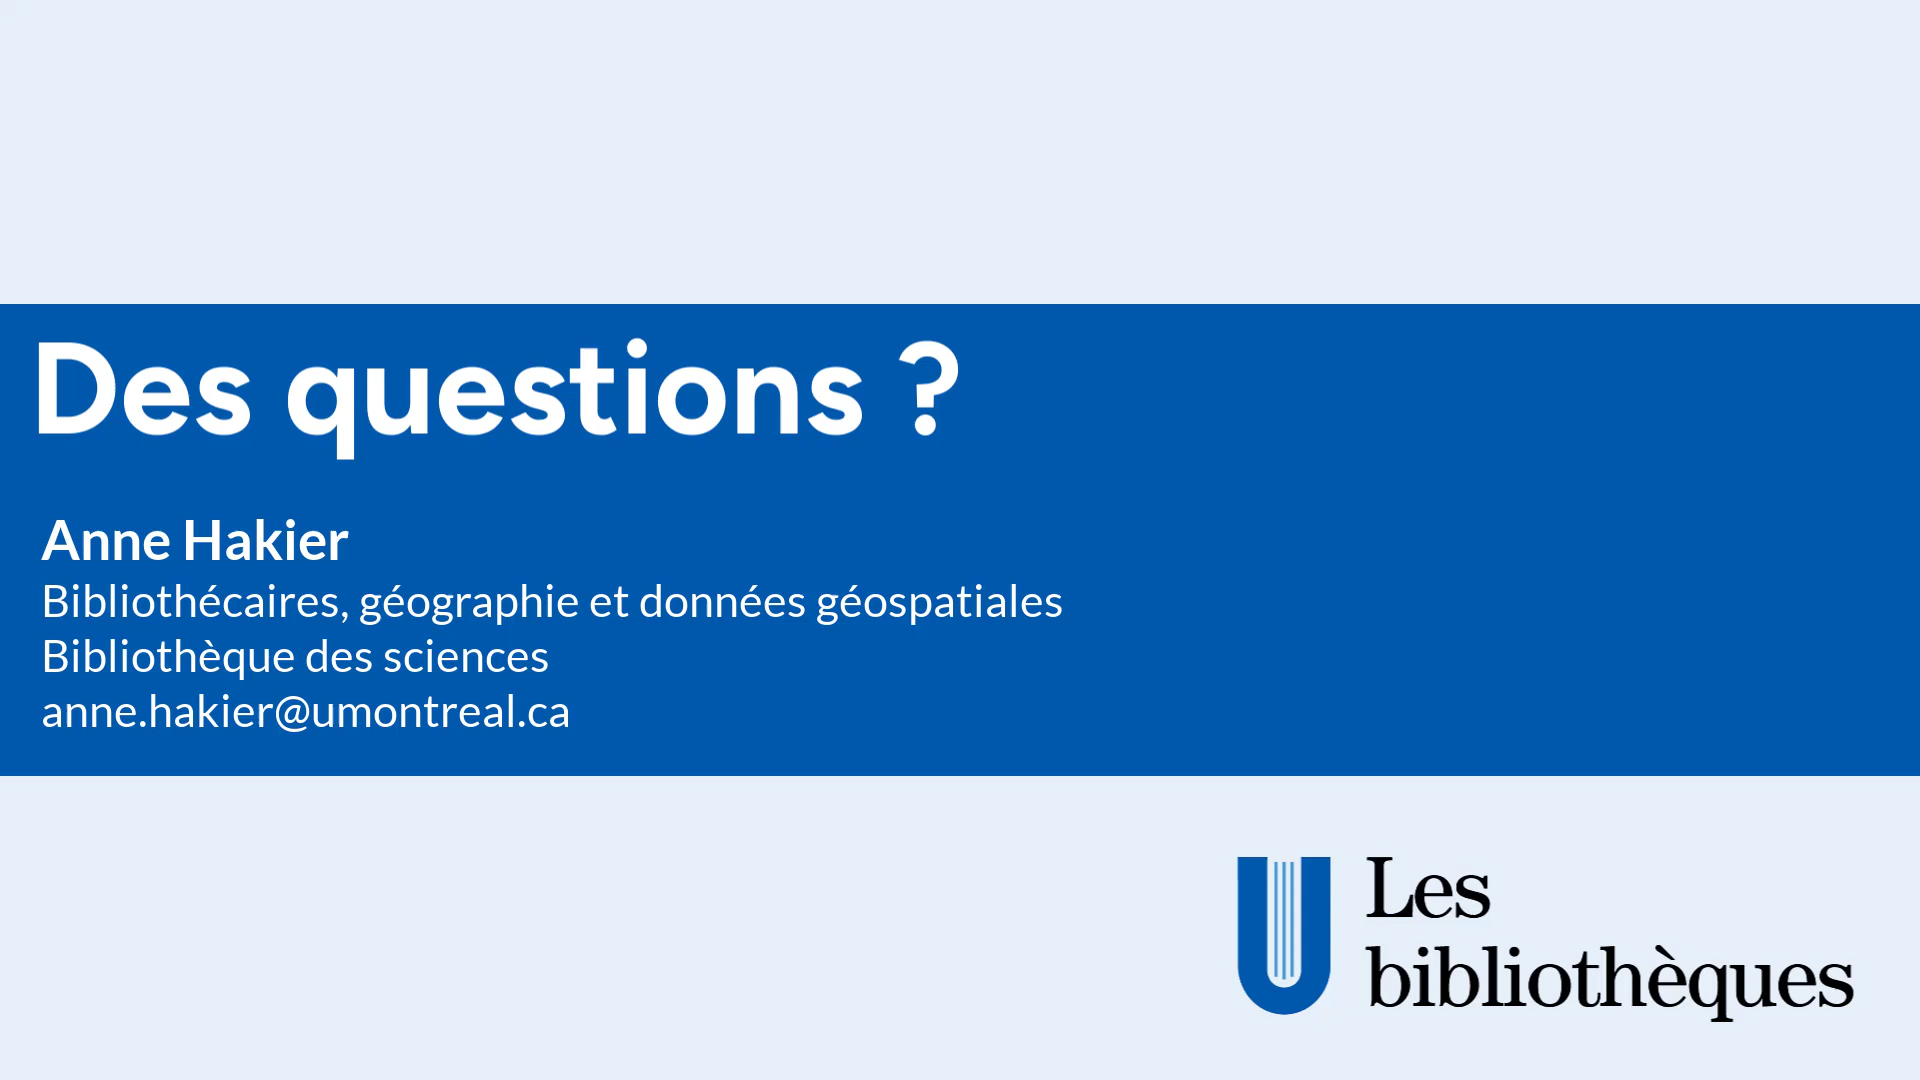 Des questions ?
Anne Hakier
Bibliothécaires, géographie et données géospatiales
Bibliothèque des sciences
anne.hakier@umontreal.ca
Les
bibliothèques